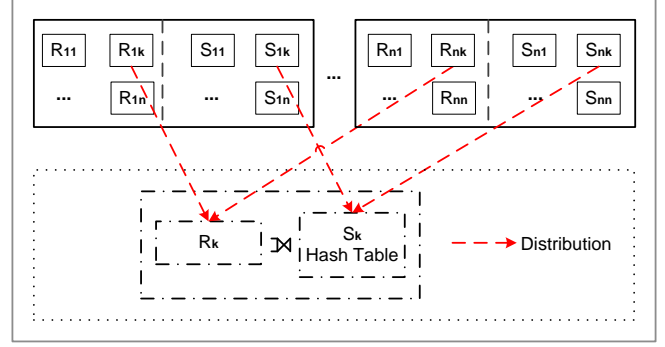 R11 R1k S11 S1k Rn1 Rnk Sn1 Snk
... R1n ... S1n ... ... Rnn ... Snn
Rk ⋈ Sk
Hash Table
Distribution